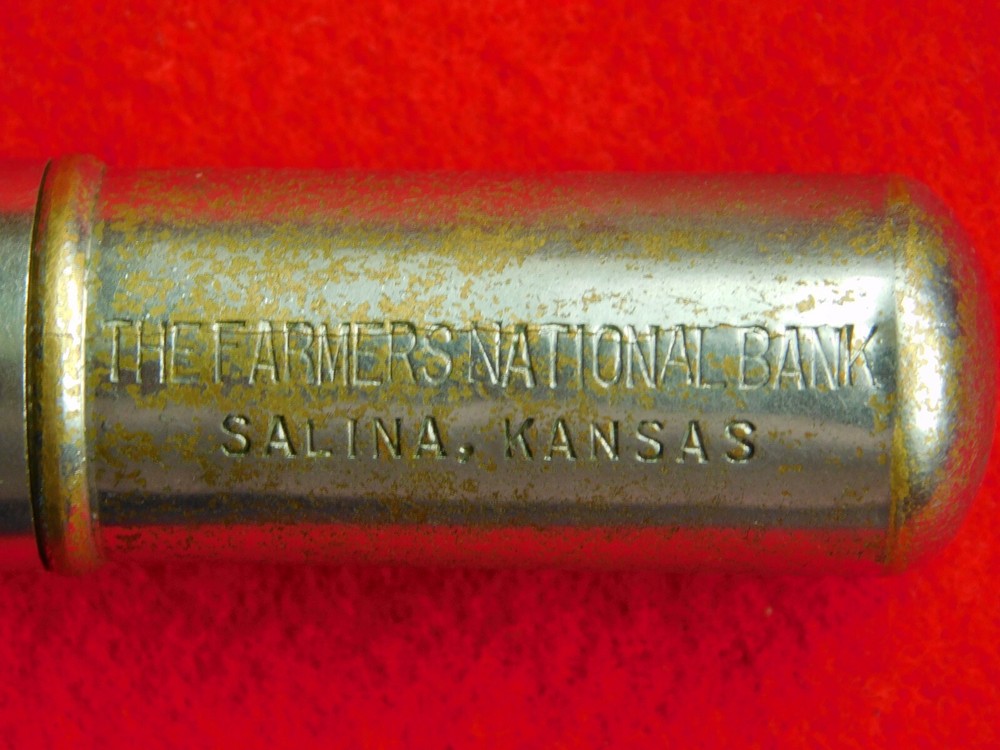 THE FARMERS NATIONAL BANK
SALINA, KANSAS